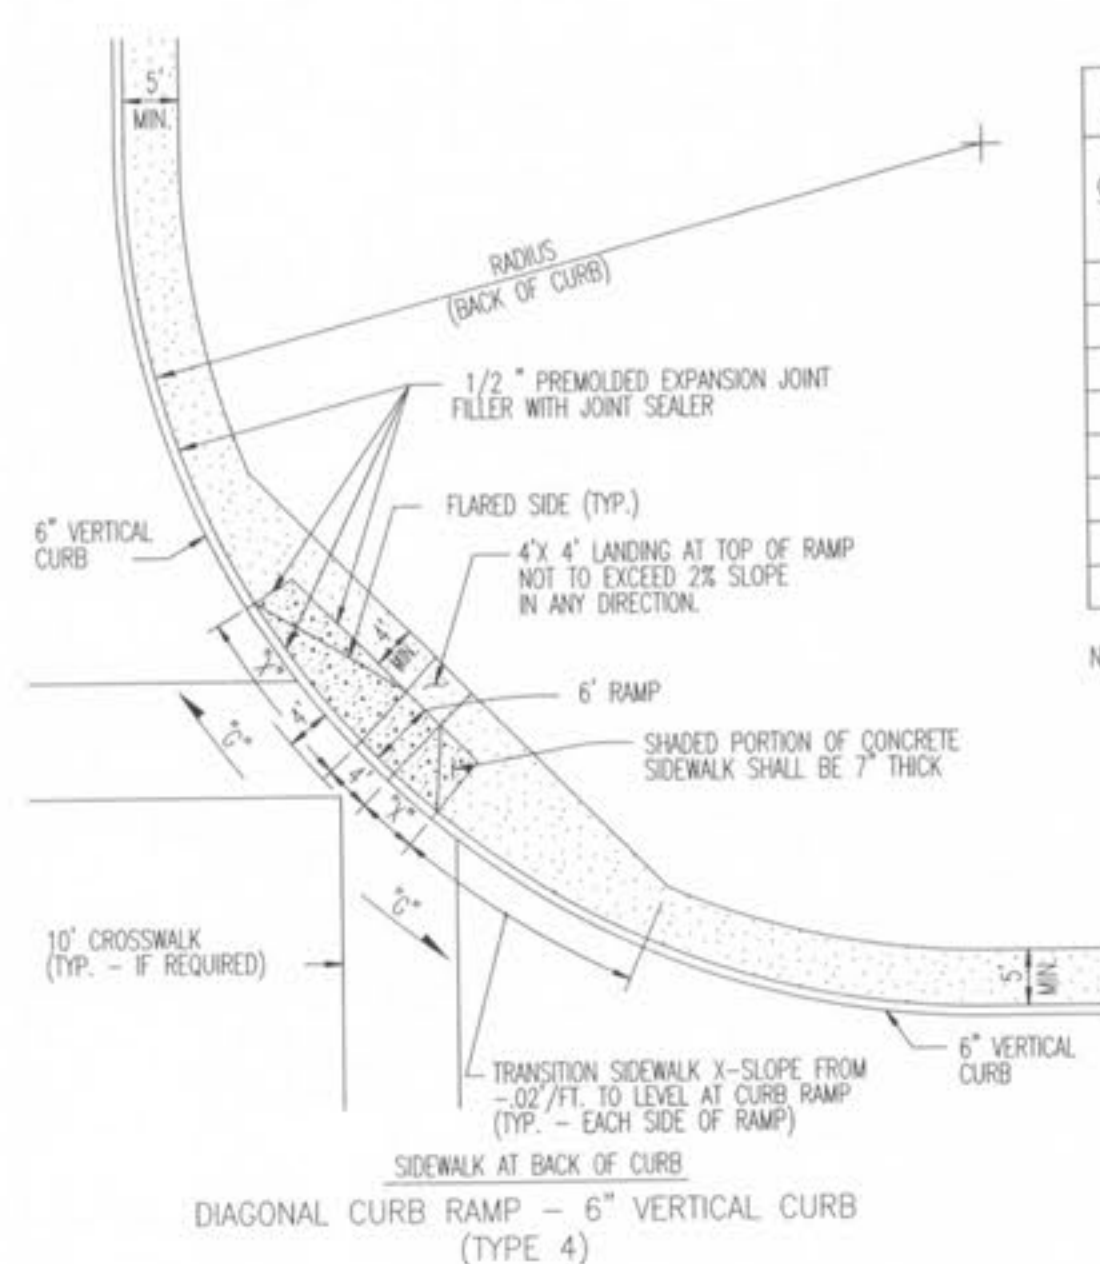 5'
MIN.
RADIUS
(BACK OF CURB)
1/2 " PREMOLDED EXPANSION JOINT
FILLER WITH JOINT SEALER
FLARED SIDE (TYP.)
6" VERTICAL
CURB
4'X 4' LANDING AT TOP OF RAMP
NOT TO EXCEED 2% SLOPE
IN ANY DIRECTION.
4'
MIN.
"X"
6' RAMP
4'
"C"
SHADED PORTION OF CONCRETE
SIDEWALK SHALL BE 7" THICK
4'
"X"
"C"
10' CROSSWALK
(TYP. - IF REQUIRED)
5'
MIN.
6" VERTICAL
CURB
TRANSITION SIDEWALK X-SLOPE FROM
-.02'/FT. TO LEVEL AT CURB RAMP
(TYP. - EACH SIDE OF RAMP)
SIDEWALK AT BACK OF CURB
DIAGONAL CURB RAMP - 6" VERTICAL CURB
(TYPE 4)
N